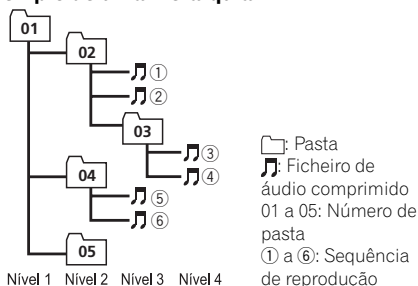 01
02
①
②
03
③
④
04
⑤
⑥
05
Nível 1 Nível 2 Nível 3 Nível 4
: Pasta
: Ficheiro de
áudio comprimido
01 a 05: Número de
pasta
① a ⑥: Sequência
de reprodução